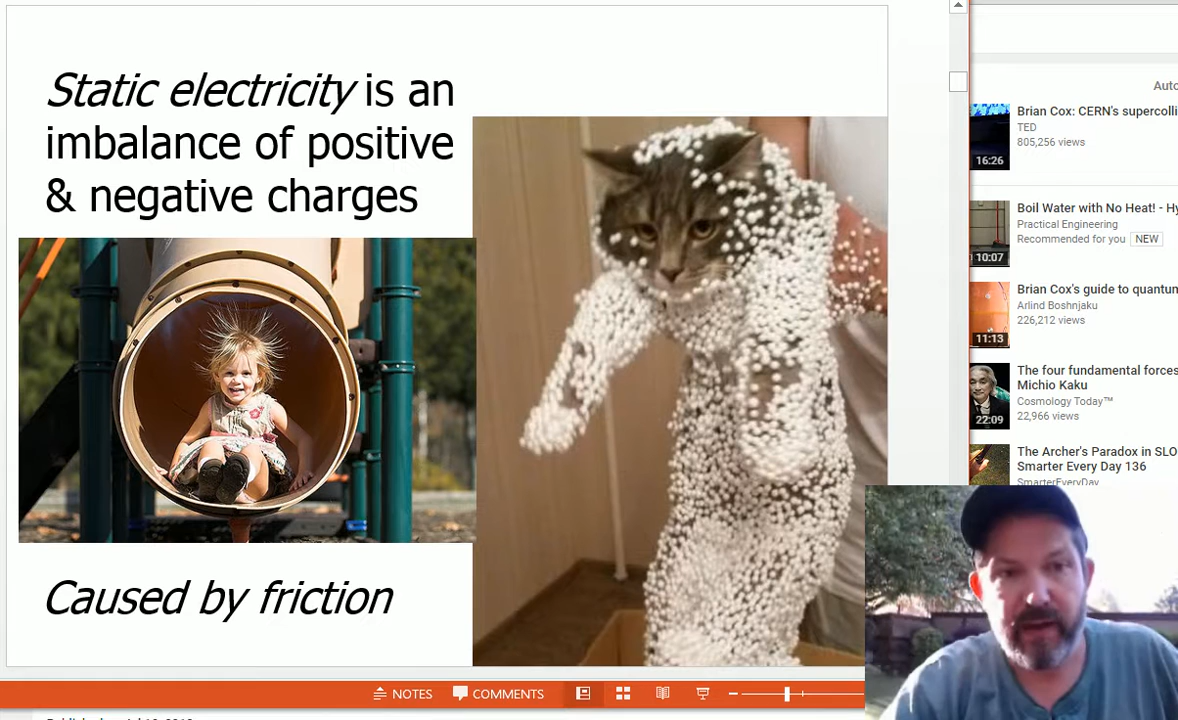 Static electricity is an
imbalance of positive
& negative charges
Caused by friction
NOTES
COMMENTS
Auto
Brian Cox: CERN's supercolli
TED
805,256 views
16:26
Boil Water with No Heat! - Hy
Practical Engineering
Recommended for you NEW
10:07
Brian Cox's guide to quantun
Arlind Boshnjaku
226,212 views
11:13
The four fundamental forces
Michio Kaku
Cosmology Today™
22,966 views
22:09
The Archer's Paradox in SLO
Smarter Every Day 136
SmarterEveryDay